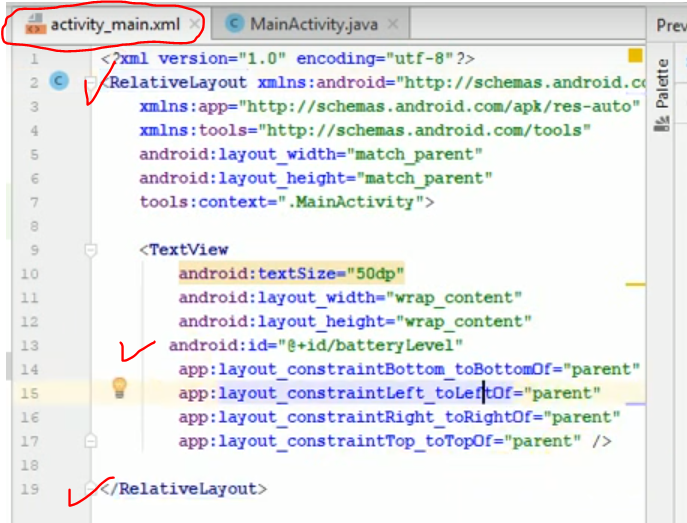 activity_main.xml × MainActivity.java × Prev
1 <?xml version="1.0" encoding="utf-8"?>
2 C <RelativeLayout xmlns:android="http://schemas.android.co
3 xmlns:app="http://schemas.android.com/apk/res-auto"
4 xmlns:tools="http://schemas.android.com/tools"
5 android:layout_width="match_parent"
6 android:layout_height="match_parent"
7 tools:context=".MainActivity">
8
9 <TextView
10 android:textSize="50dp"
11 android:layout_width="wrap_content"
12 android:layout_height="wrap_content"
13 android:id="@+id/batteryLevel"
14 app:layout_constraintBottom_toBottomOf="parent"
15 app:layout_constraintLeft_toLeftOf="parent"
16 app:layout_constraintRight_toRightOf="parent"
17 app:layout_constraintTop_toTopOf="parent" />
18
19 </RelativeLayout>
Palette